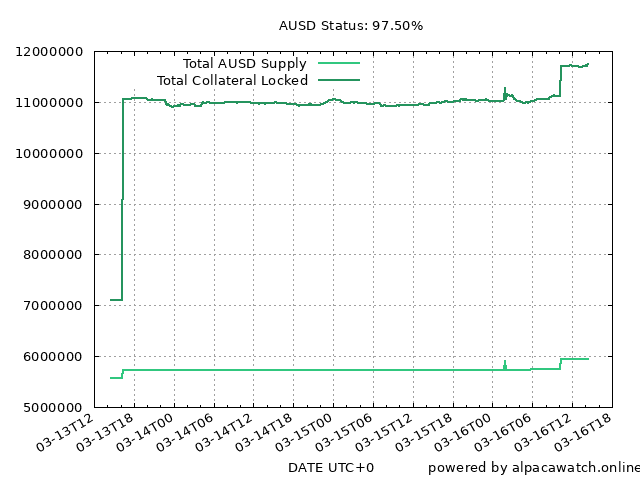 AUSD Status: 97.50%
12000000
Total AUSD Supply
Total Collateral Locked
11000000
10000000
9000000
8000000
7000000
6000000
5000000
03-13T12
03-13T18
03-14T00
03-14T06
03-14T12
03-14T18
03-15T00
03-15T06
03-15T12
03-15T18
03-16T00
03-16T06
03-16T12
03-16T18
DATE UTC+0
powered by alpacawatch.online